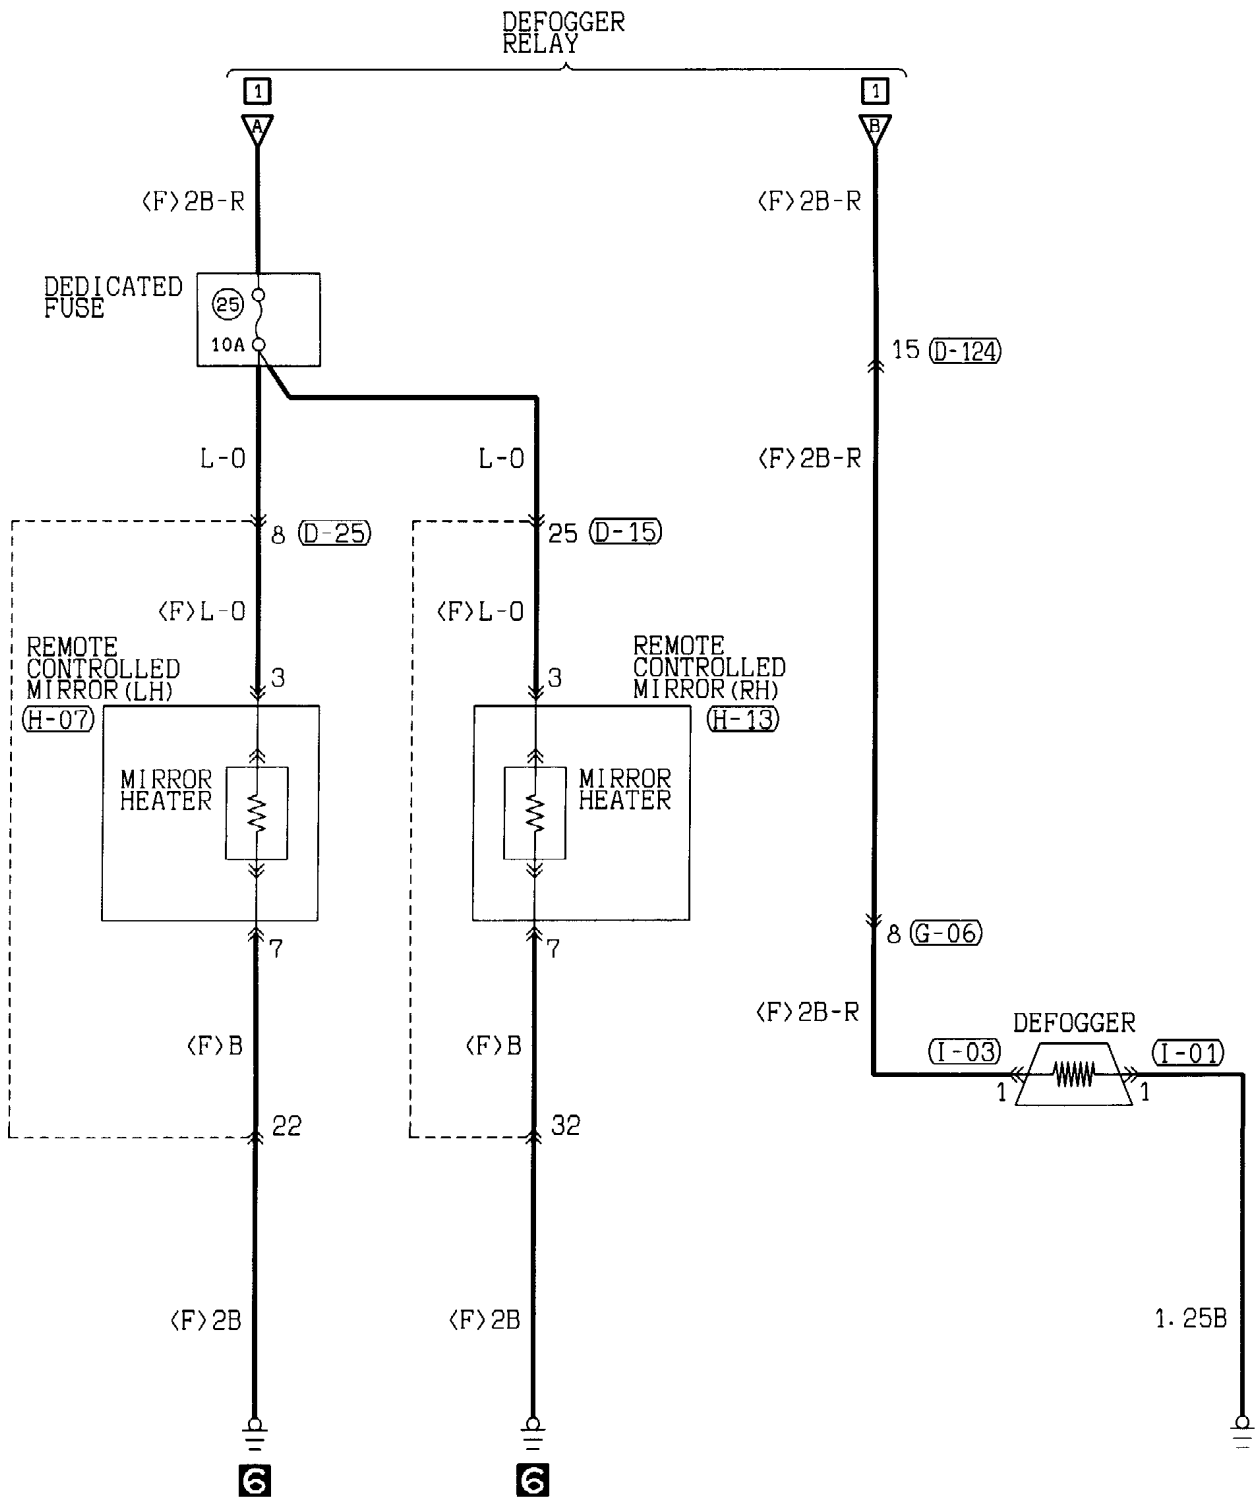 DEFOGGER
RELAY
1
1
A
B
<F>2B-R
<F>2B-R
DEDICATED
FUSE
25
10A
15 D-124
L-O
L-O
<F>2B-R
8 D-25
25 D-15
<F>L-O
<F>L-O
REMOTE
CONTROLLED
MIRROR(LH)
H-07
3
3
REMOTE
CONTROLLED
MIRROR(RH)
H-13
MIRROR
HEATER
MIRROR
HEATER
7
7
8 G-06
<F>2B-R
DEFOGGER
<F>B
<F>B
I-03
I-01
1
1
22
32
<F>2B
<F>2B
1.25B
6
6